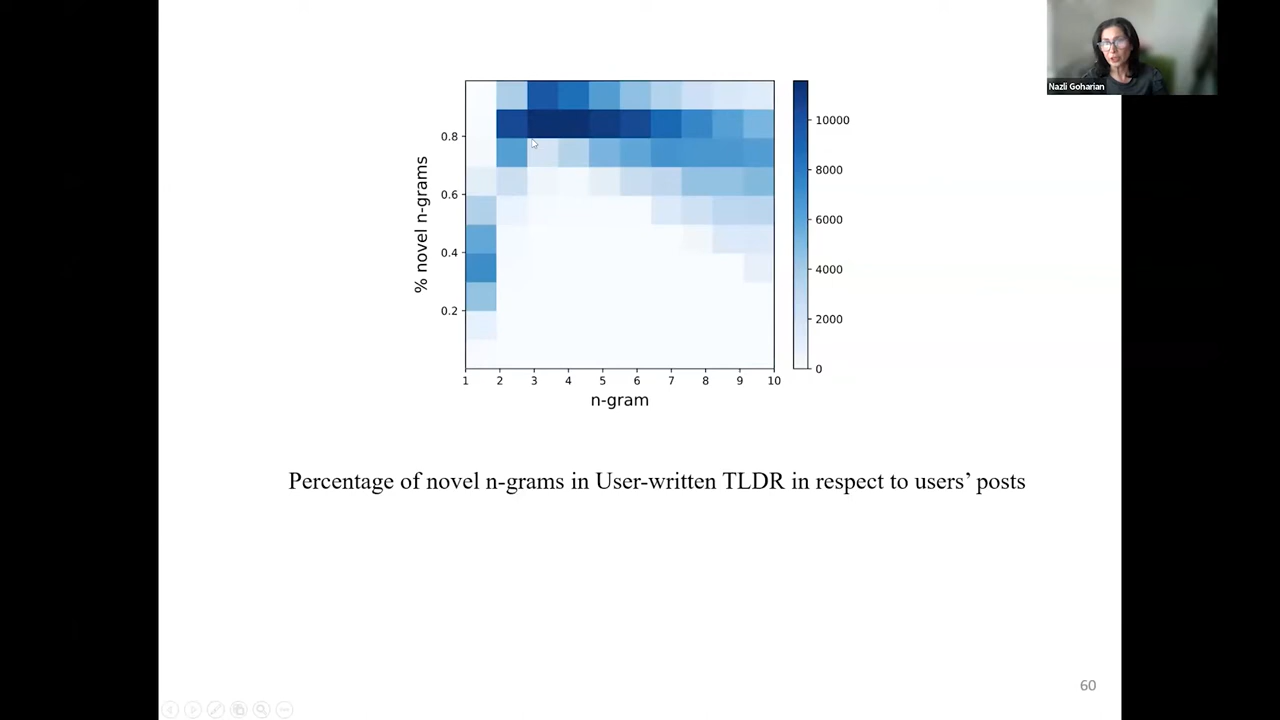 Nazli Goharian
% novel n-grams
0.8
0.6
0.4
0.2
1 2 3 4 5 6 7 8 9 10
n-gram
10000
8000
6000
4000
2000
0
Percentage of novel n-grams in User-written TLDR in respect to users’ posts
60